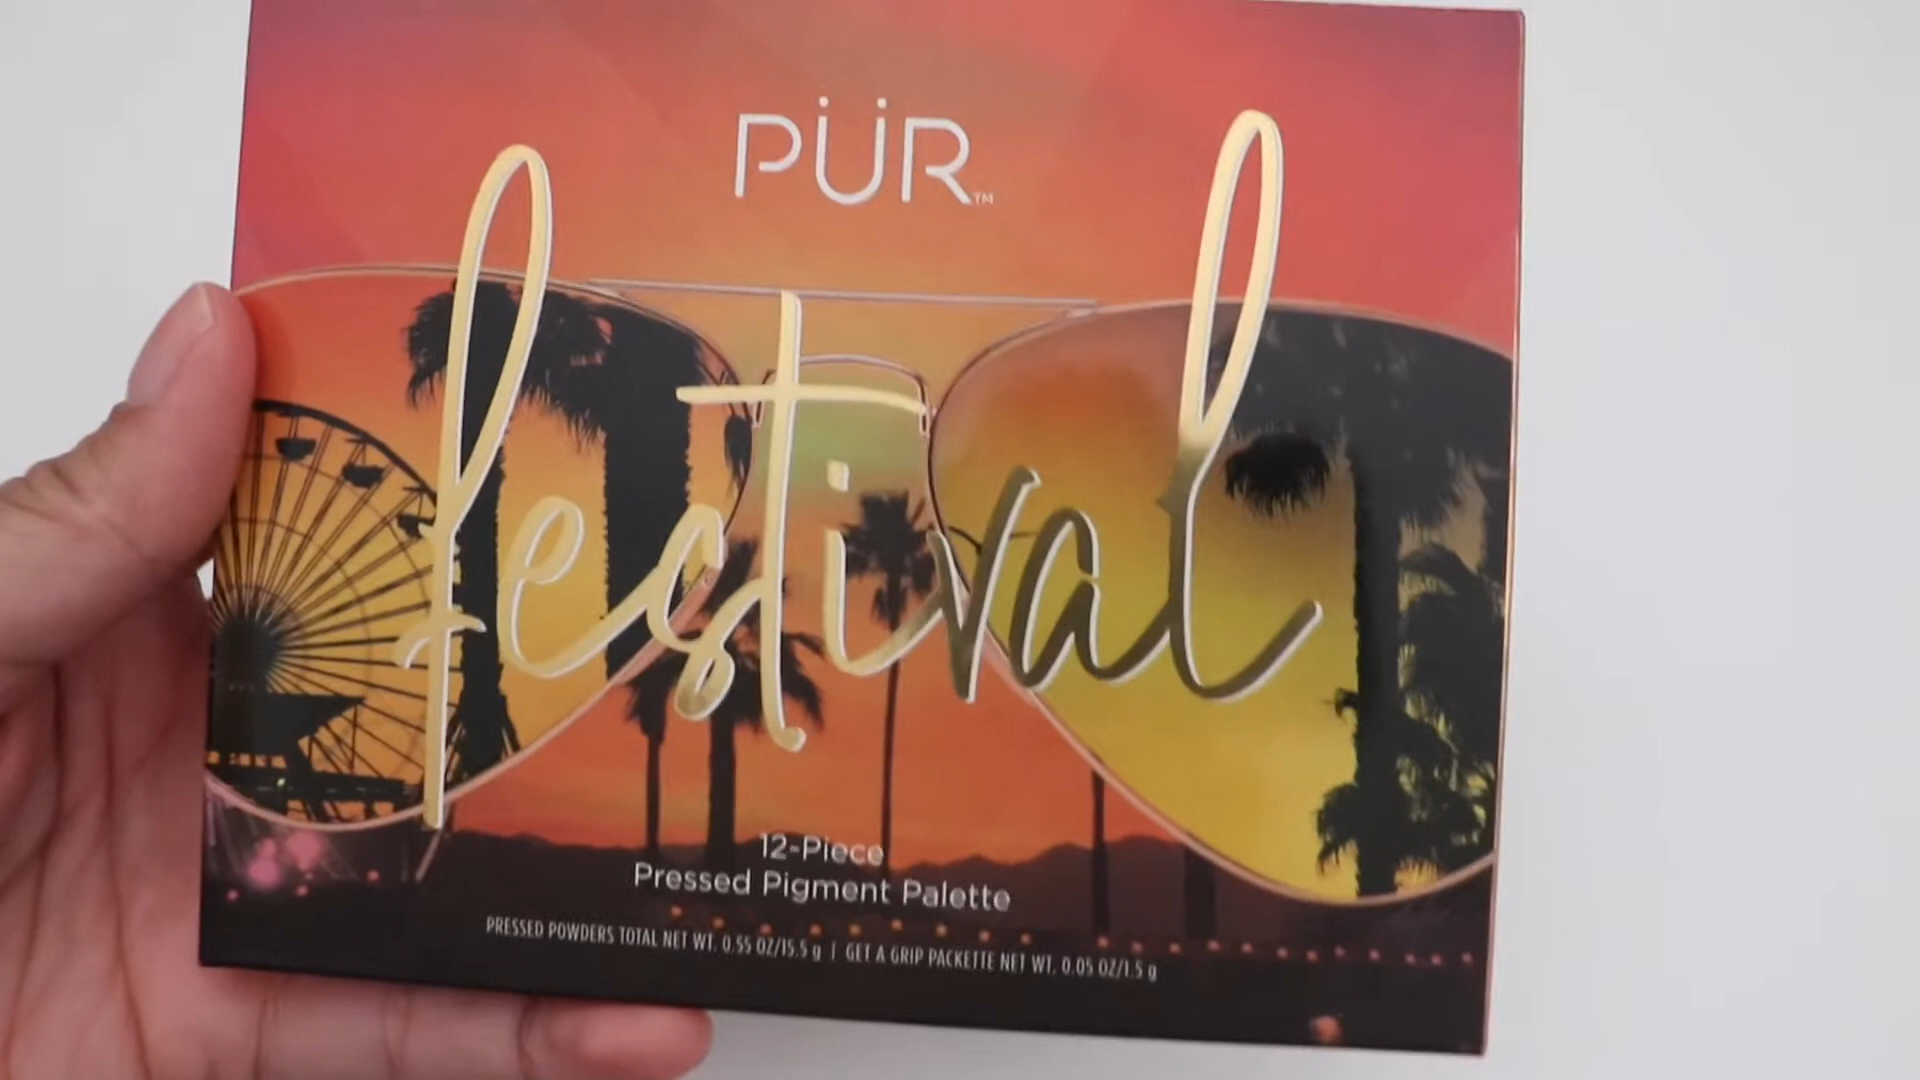 PÜR™
festival
12-Piece
Pressed Pigment Palette
PRESSED POWDERS TOTAL NET WT. 0.55 OZ/15.5 g | GET A GRIP PACKETTE NET WT. 0.05 OZ/1.5 g